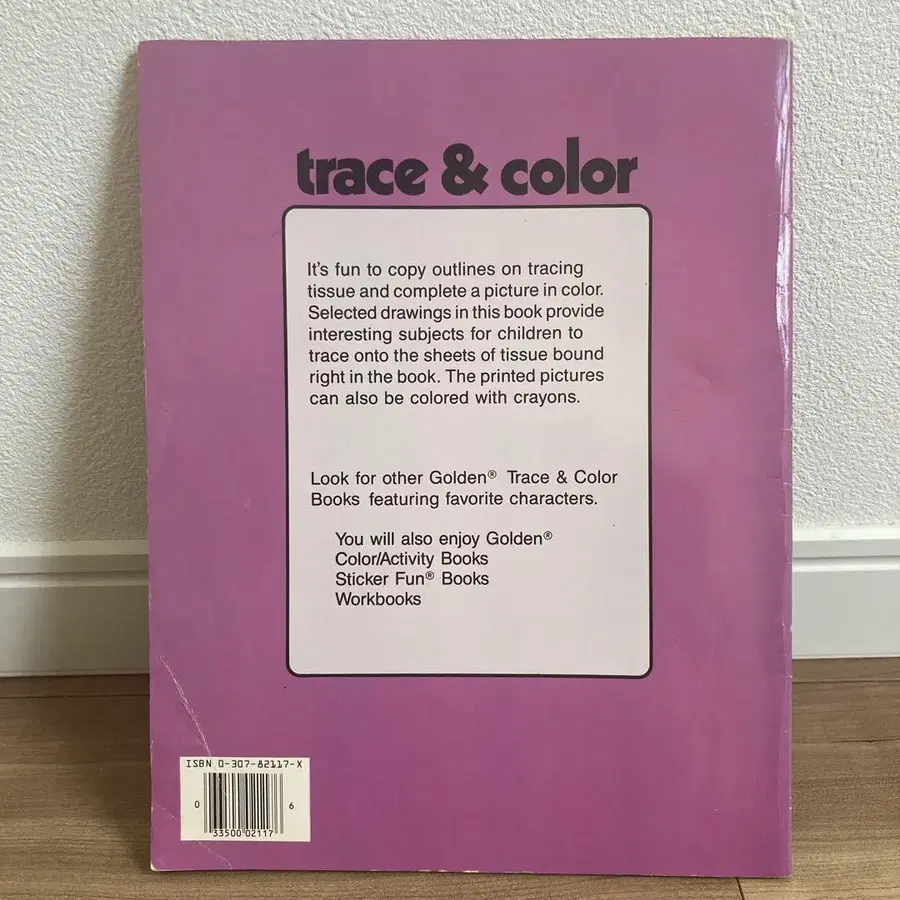 trace & color
It's fun to copy outlines on tracing
tissue and complete a picture in color.
Selected drawings in this book provide
interesting subjects for children to
trace onto the sheets of tissue bound
right in the book. The printed pictures
can also be colored with crayons.
Look for other Golden® Trace & Color
Books featuring favorite characters.
You will also enjoy Golden®
Color/Activity Books
Sticker Fun® Books
Workbooks
ISBN 0-307-82117-X
0 6
33500 02117